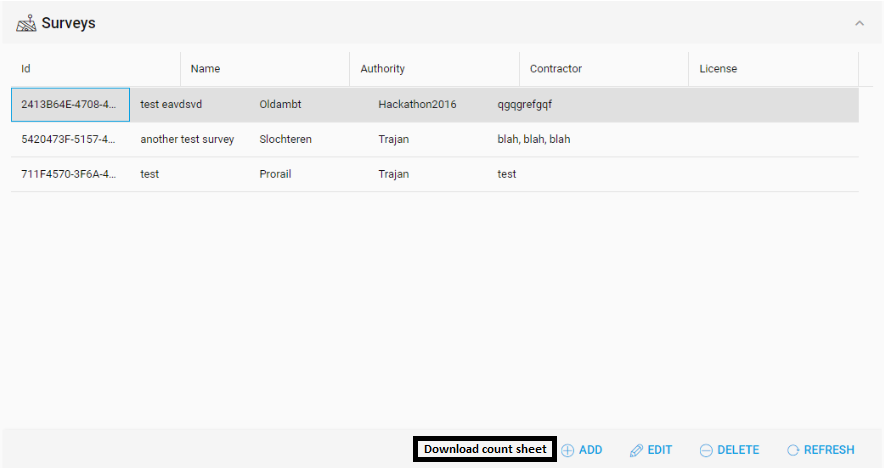 Surveys
Id Name Authority Contractor License
2413B64E-4708-4... test eavdsvd Oldambt Hackathon2016 qgqgrefgqf
5420473F-5157-4... another test survey Slochteren Trajan blah, blah, blah
711F4570-3F6A-4... test Prorail Trajan test
Download count sheet ADD EDIT DELETE REFRESH